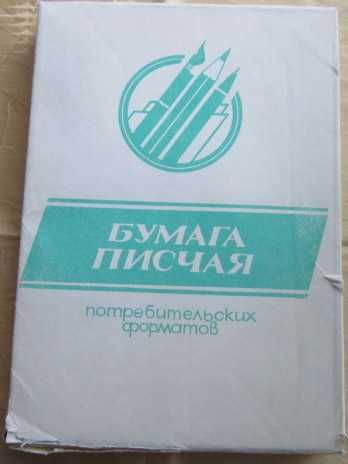 БУМАГА
ПИСЧАЯ
потребительских
форматов